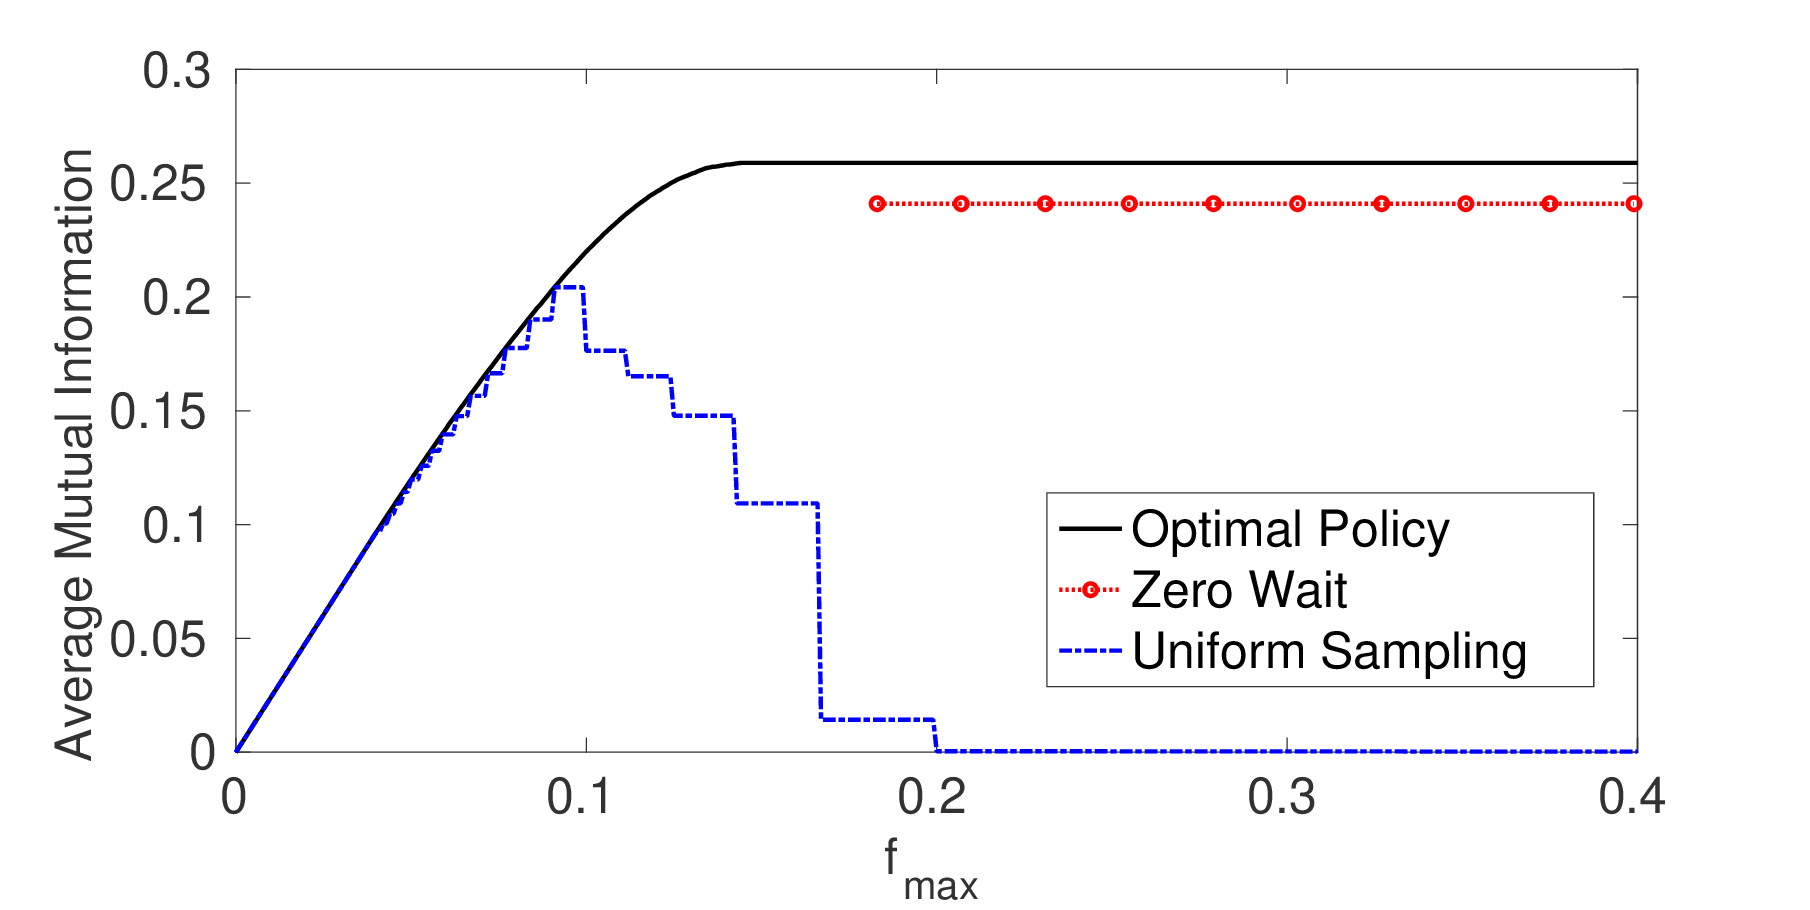 0.3
0.25
0.2
0.15
0.1
0.05
0
Average Mutual Information
0 0.1 0.2 0.3 0.4
f max
Optimal Policy
Zero Wait
Uniform Sampling